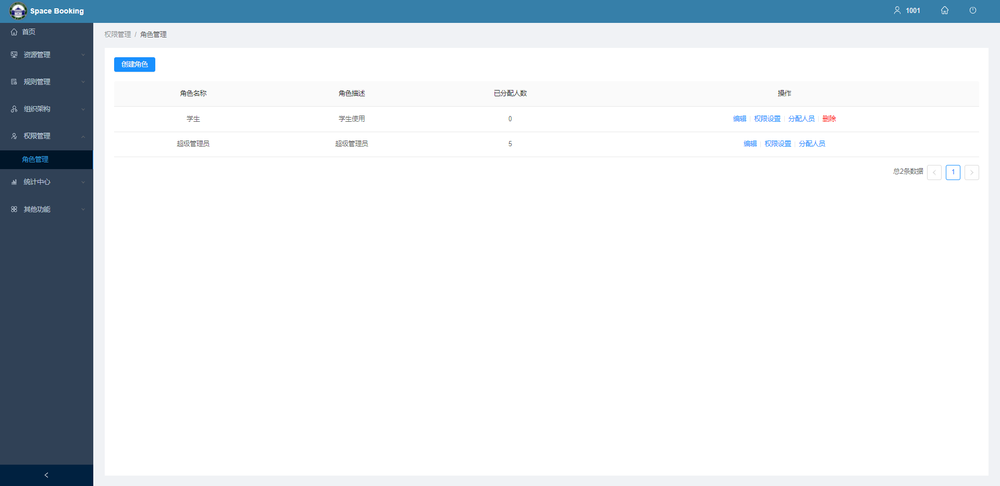 Space Booking
1001
首页
资源管理
规则管理
组织架构
权限管理
角色管理
统计中心
其他功能
权限管理 / 角色管理
创建角色
角色名称 角色描述 已分配人数 操作
学生 学生使用 0 编辑 权限设置 分配人员 删除
超级管理员 超级管理员 5 编辑 权限设置 分配人员
总2条数据 < 1 >